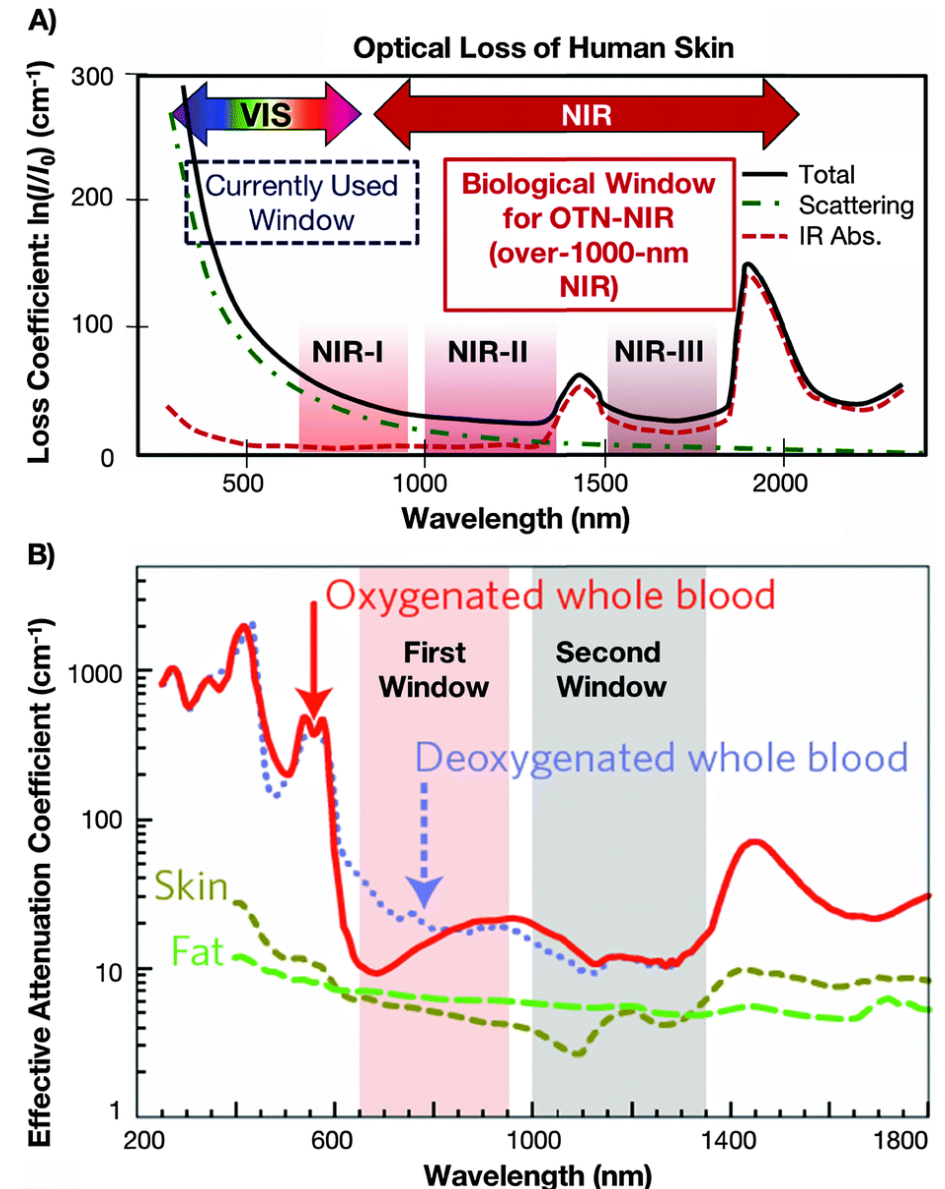 A)
Optical Loss of Human Skin
Loss Coefficient: ln(I/I₀) (cm⁻¹)
300
200
100
0
VIS
NIR
Currently Used
Window
Biological Window
for OTN-NIR
(over-1000-nm
NIR)
Total
Scattering
IR Abs.
NIR-I
NIR-II
NIR-III
500
1000
1500
2000
Wavelength (nm)
B)
Effective Attenuation Coefficient (cm⁻¹)
1000
100
10
1
Oxygenated whole blood
First
Window
Second
Window
Deoxygenated whole blood
Skin
Fat
200
600
1000
1400
1800
Wavelength (nm)